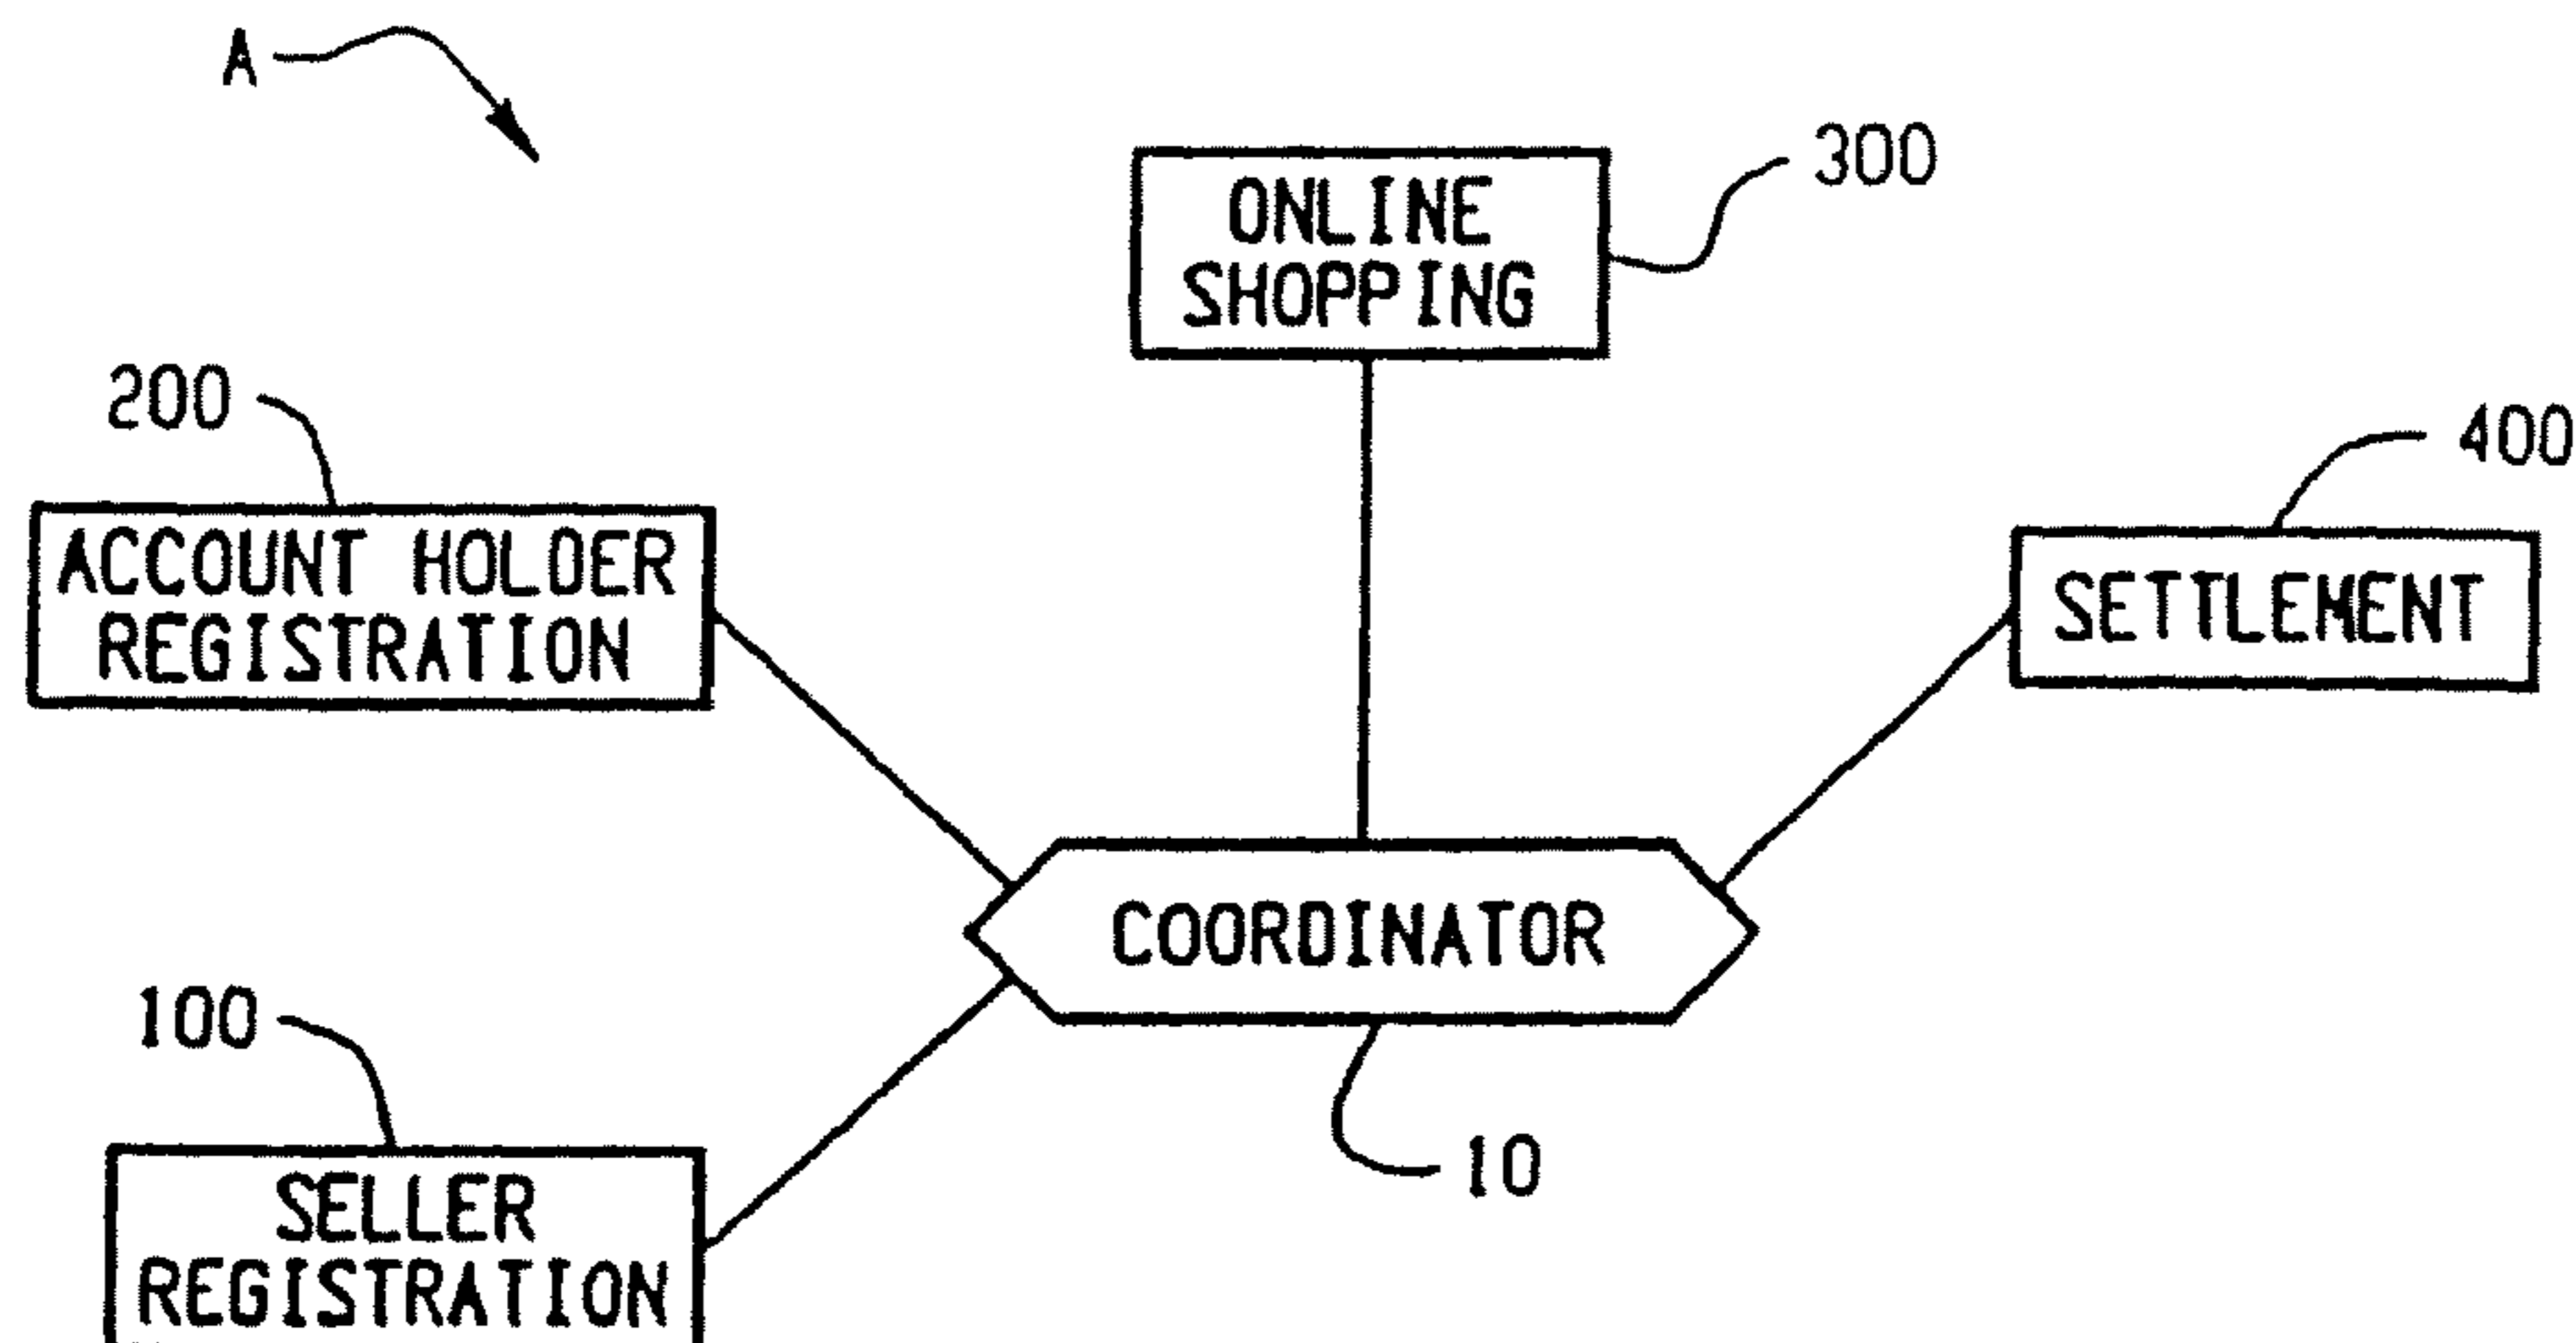 A
ONLINE
SHOPPING
300
200
ACCOUNT HOLDER
REGISTRATION
400
SETTLEMENT
COORDINATOR
10
100
SELLER
REGISTRATION